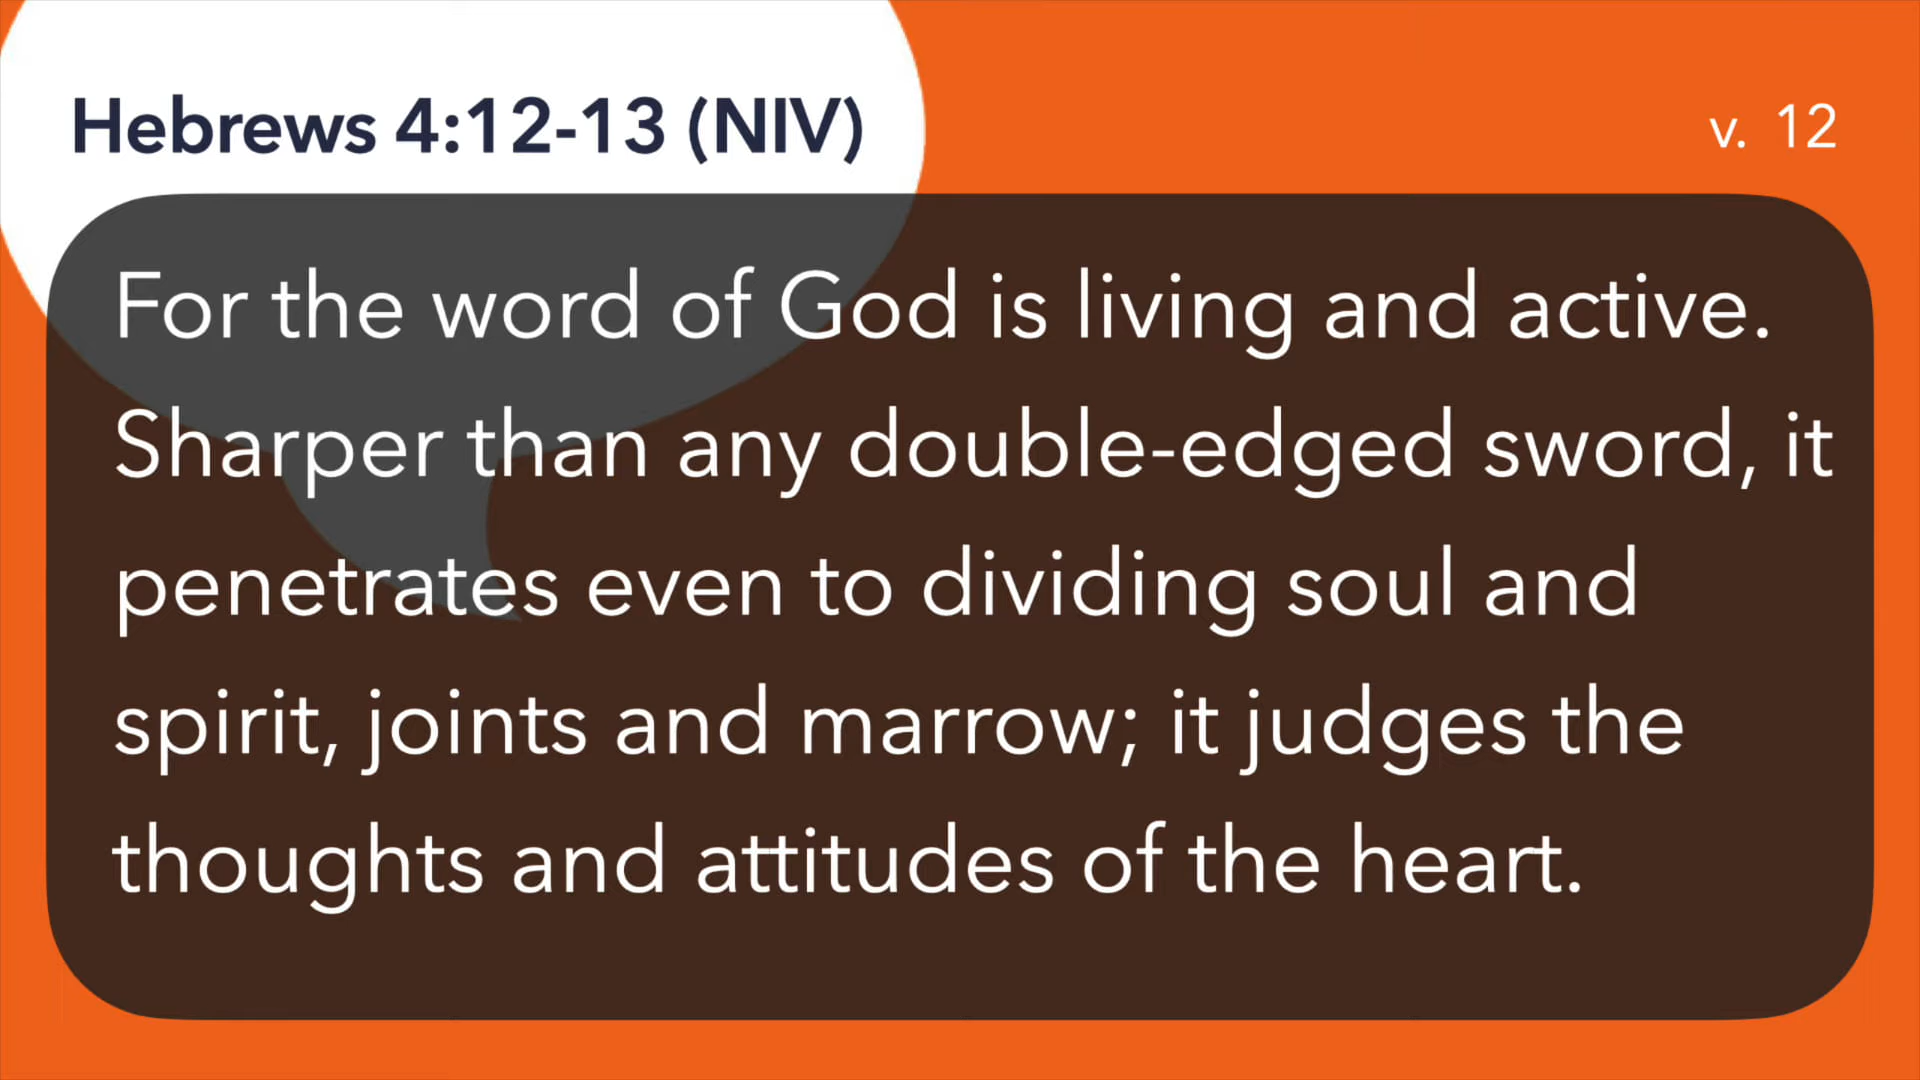 Hebrews 4:12-13 (NIV)
v. 12
For the word of God is living and active.
Sharper than any double-edged sword, it
penetrates even to dividing soul and
spirit, joints and marrow; it judges the
thoughts and attitudes of the heart.